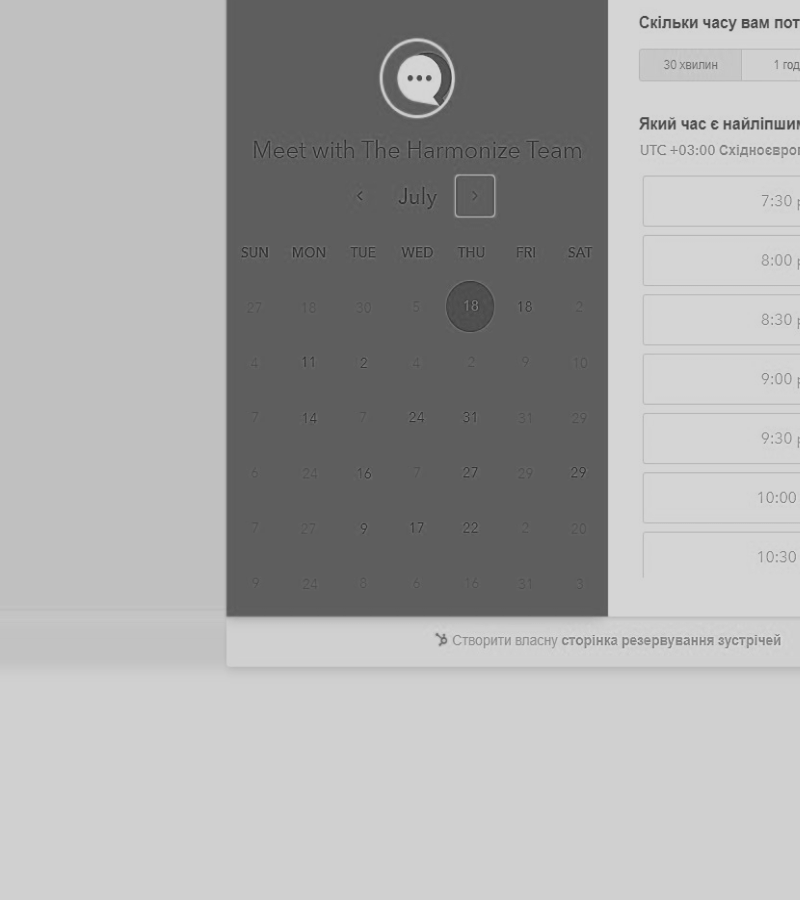 Meet with The Harmonize Team
July
SUN MON TUE WED THU FRI SAT
27 18 30 5 18 18 2
4 11 2 4 2 9 10
7 14 7 24 31 31 29
6 24 16 7 27 29 29
7 27 9 17 22 2 20
9 24 8 6 16 31 3
Скільки часу вам пот
30 хвилин 1 год
Який час є найліпшим
UTC +03:00 Східноєвроп
7:30 p
8:00 p
8:30 p
9:00 p
9:30 p
10:00
10:30
Створити власну сторінка резервування зустрічей